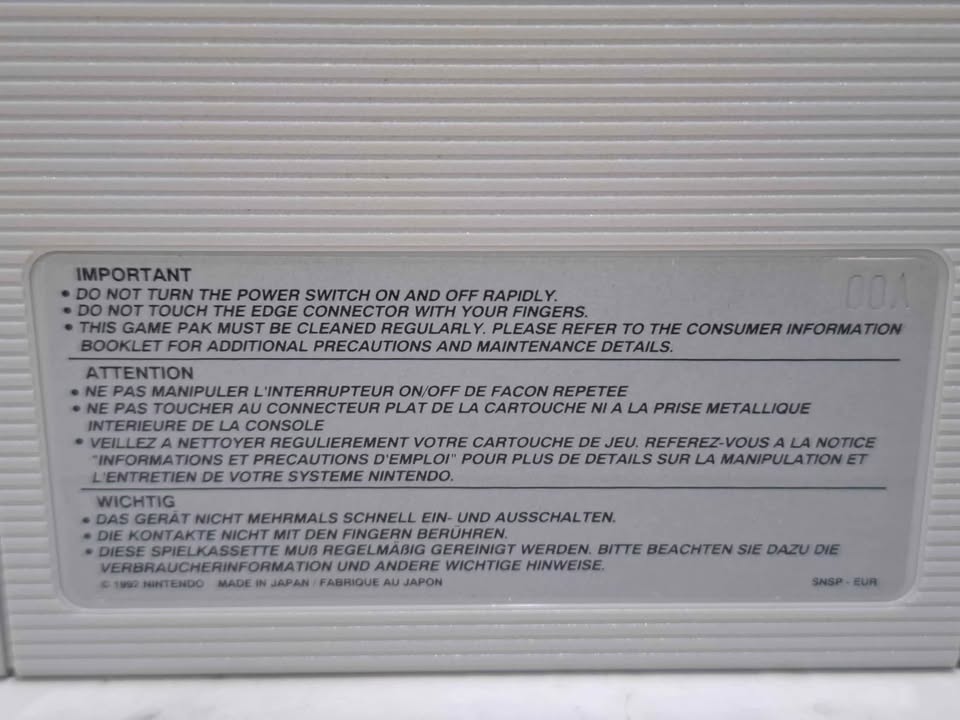 IMPORTANT
00A
• DO NOT TURN THE POWER SWITCH ON AND OFF RAPIDLY.
• DO NOT TOUCH THE EDGE CONNECTOR WITH YOUR FINGERS.
• THIS GAME PAK MUST BE CLEANED REGULARLY. PLEASE REFER TO THE CONSUMER INFORMATION
BOOKLET FOR ADDITIONAL PRECAUTIONS AND MAINTENANCE DETAILS.
ATTENTION
• NE PAS MANIPULER L'INTERRUPTEUR ON/OFF DE FACON REPETEE
• NE PAS TOUCHER AU CONNECTEUR PLAT DE LA CARTOUCHE NI A LA PRISE METALLIQUE
INTERIEURE DE LA CONSOLE
• VEILLEZ A NETTOYER REGULIEREMENT VOTRE CARTOUCHE DE JEU. REFEREZ-VOUS A LA NOTICE
"INFORMATIONS ET PRECAUTIONS D'EMPLOI" POUR PLUS DE DETAILS SUR LA MANIPULATION ET
L'ENTRETIEN DE VOTRE SYSTEME NINTENDO.
WICHTIG
• DAS GERÄT NICHT MEHRMALS SCHNELL EIN- UND AUSSCHALTEN.
• DIE KONTAKTE NICHT MIT DEN FINGERN BERÜHREN.
• DIESE SPIELKASSETTE MUß REGELMÄßIG GEREINIGT WERDEN. BITTE BEACHTEN SIE DAZU DIE
VERBRAUCHERINFORMATION UND ANDERE WICHTIGE HINWEISE.
© 1992 NINTENDO MADE IN JAPAN / FABRIQUE AU JAPON SNSP - EUR